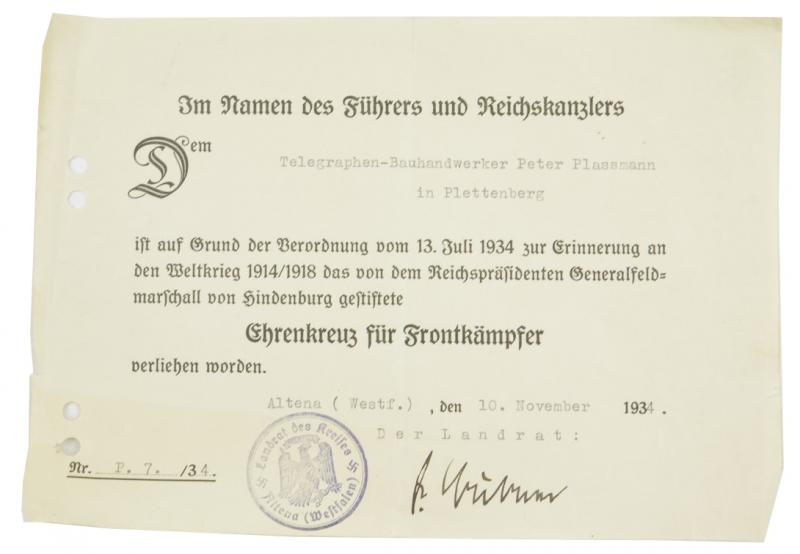 Im Namen des Führers und Reichskanzlers
Dem
Telegraphen-Bauhandwerker Peter Plassmann
in Plettenberg
ist auf Grund der Verordnung vom 13. Juli 1934 zur Erinnerung an
den Weltkrieg 1914/1918 das von dem Reichspräsidenten Generalfeld-
marschall von Hindenburg gestiftete
Ehrenkreuz für Frontkämpfer
verliehen worden.
Altena ( Westf.) , den 10. November 1934.
Der Landrat:
Landrat des Kreises
Altena (Westfalen)
Nr. P. 7. /34.